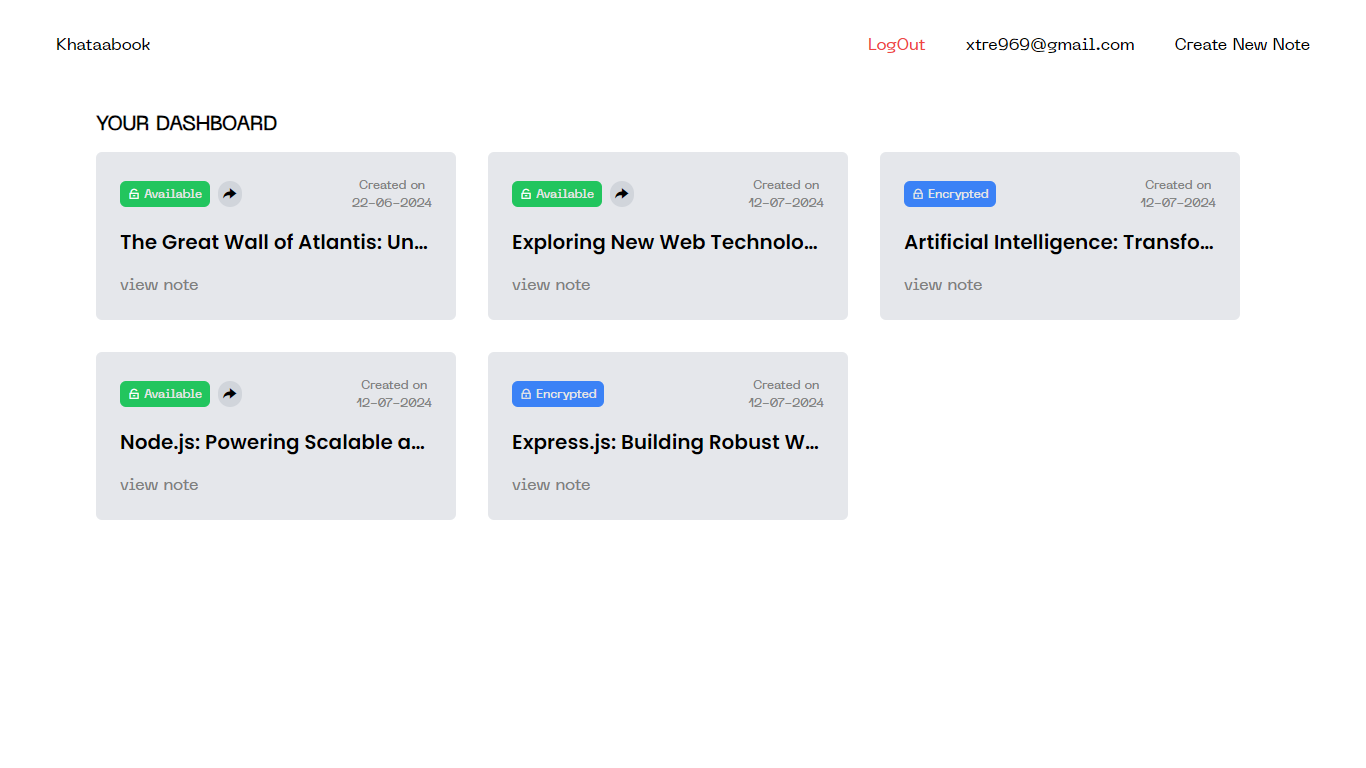 Khataabook
LogOut
xtre969@gmail.com
Create New Note
YOUR DASHBOARD
Available
Created on
22-06-2024
The Great Wall of Atlantis: Un...
view note
Available
Created on
12-07-2024
Exploring New Web Technolo...
view note
Encrypted
Created on
12-07-2024
Artificial Intelligence: Transfo...
view note
Available
Created on
12-07-2024
Node.js: Powering Scalable a...
view note
Encrypted
Created on
12-07-2024
Express.js: Building Robust W...
view note